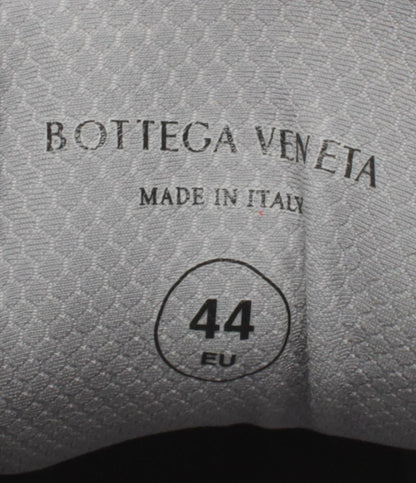 BOTTEGA VENETA
MADE IN ITALY
44
EU